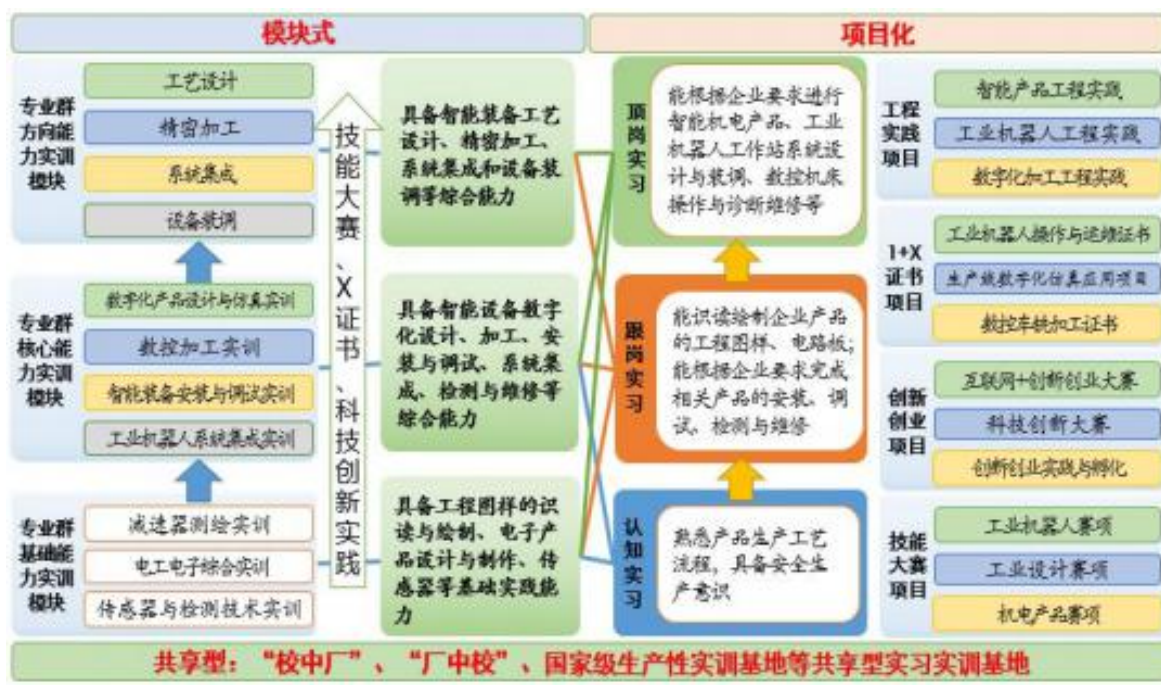 模块式
项目化
专业群
方向能
力实训
模块
工艺设计
精密加工
系统集成
设备装调
专业群
核心能
力实训
模块
数字化产品设计与仿真实训
数控加工实训
智能装备安装与调试实训
工业机器人系统集成实训
专业群
基础能
力实训
模块
减速器测绘实训
电工电子综合实训
传感器与检测技术实训
技能大赛、X证书、科技创新实践
具备智能装备工艺
设计、精密加工、
系统集成和设备装
调等综合能力
具备智能设备数字
化设计、加工、安
装与调试、系统集
成、检测与维修等
综合能力
具备工程图样的识
读与绘制、电子产
品设计与制作、传
感器等基础实践能
力
顶岗实习
能根据企业要求进行
智能机电产品、工业
机器人工作站系统设
计与装调、数控机床
操作与诊断维修等
跟岗实习
能识读绘制企业产品
的工程图样、电路板;
能根据企业要求完成
相关产品的安装、调
试、检测与维修
认知实习
熟悉产品生产工艺
流程，具备安全生
产意识
工程
实践
项目
智能产品工程实践
工业机器人工程实践
数字化加工工程实践
1+X
证书
项目
工业机器人操作与运维证书
生产线数字化仿真应用项目
数控车铣加工证书
创新
创业
项目
互联网+创新创业大赛
科技创新大赛
创新创业实践与孵化
技能
大赛
项目
工业机器人赛项
工业设计赛项
机电产品赛项
共享型：“校中厂”、“厂中校”、国家级生产性实训基地等共享型实习实训基地